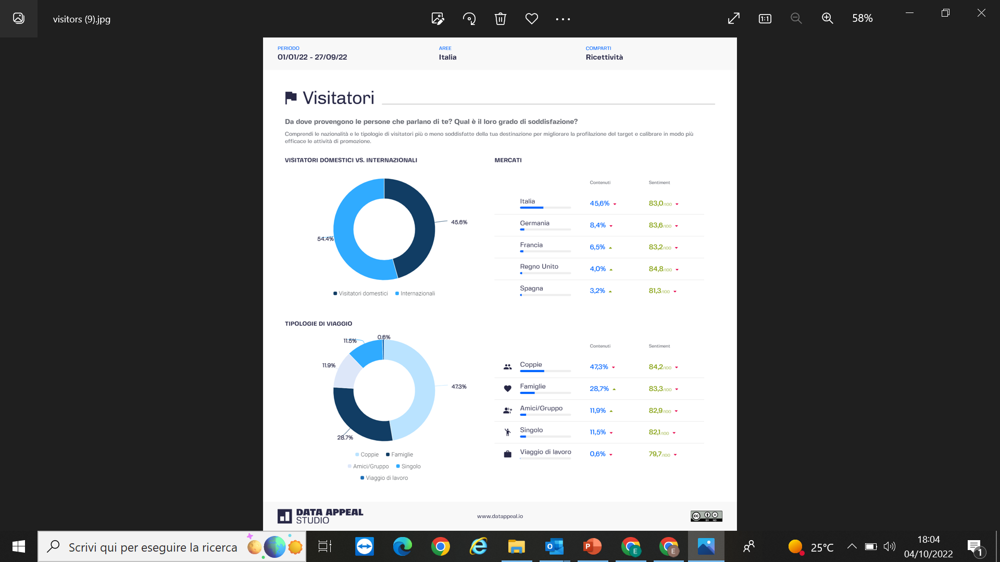 visitors (9).jpg
58%
PERIODO
01/01/22 - 27/09/22
AREE
Italia
COMPARTI
Ricettività
Visitatori
Da dove provengono le persone che parlano di te? Qual è il loro grado di soddisfazione?
Comprendi le nazionalità e le tipologie di visitatori più o meno soddisfatte della tua destinazione per migliorare la profilazione del target e calibrare in modo più
efficace le attività di promozione.
VISITATORI DOMESTICI VS. INTERNAZIONALI
45.6%
54.4%
Visitatori domestici
Internazionali
MERCATI
Contenuti Sentiment
Italia 45,6% 83,0/100
Germania 8,4% 83,6/100
Francia 6,5% 83,2/100
Regno Unito 4,0% 84,8/100
Spagna 3,2% 81,3/100
TIPOLOGIE DI VIAGGIO
0.6%
11.5%
11.9%
47.3%
28.7%
Coppie Famiglie
Amici/Gruppo Singolo
Viaggio di lavoro
Contenuti Sentiment
Coppie 47,3% 84,2/100
Famiglie 28,7% 83,3/100
Amici/Gruppo 11,9% 82,9/100
Singolo 11,5% 82,1/100
Viaggio di lavoro 0,6% 79,7/100
DATA APPEAL
STUDIO
www.datappeal.io
cc
BY ND
Scrivi qui per eseguire la ricerca
25°C
18:04
04/10/2022
1